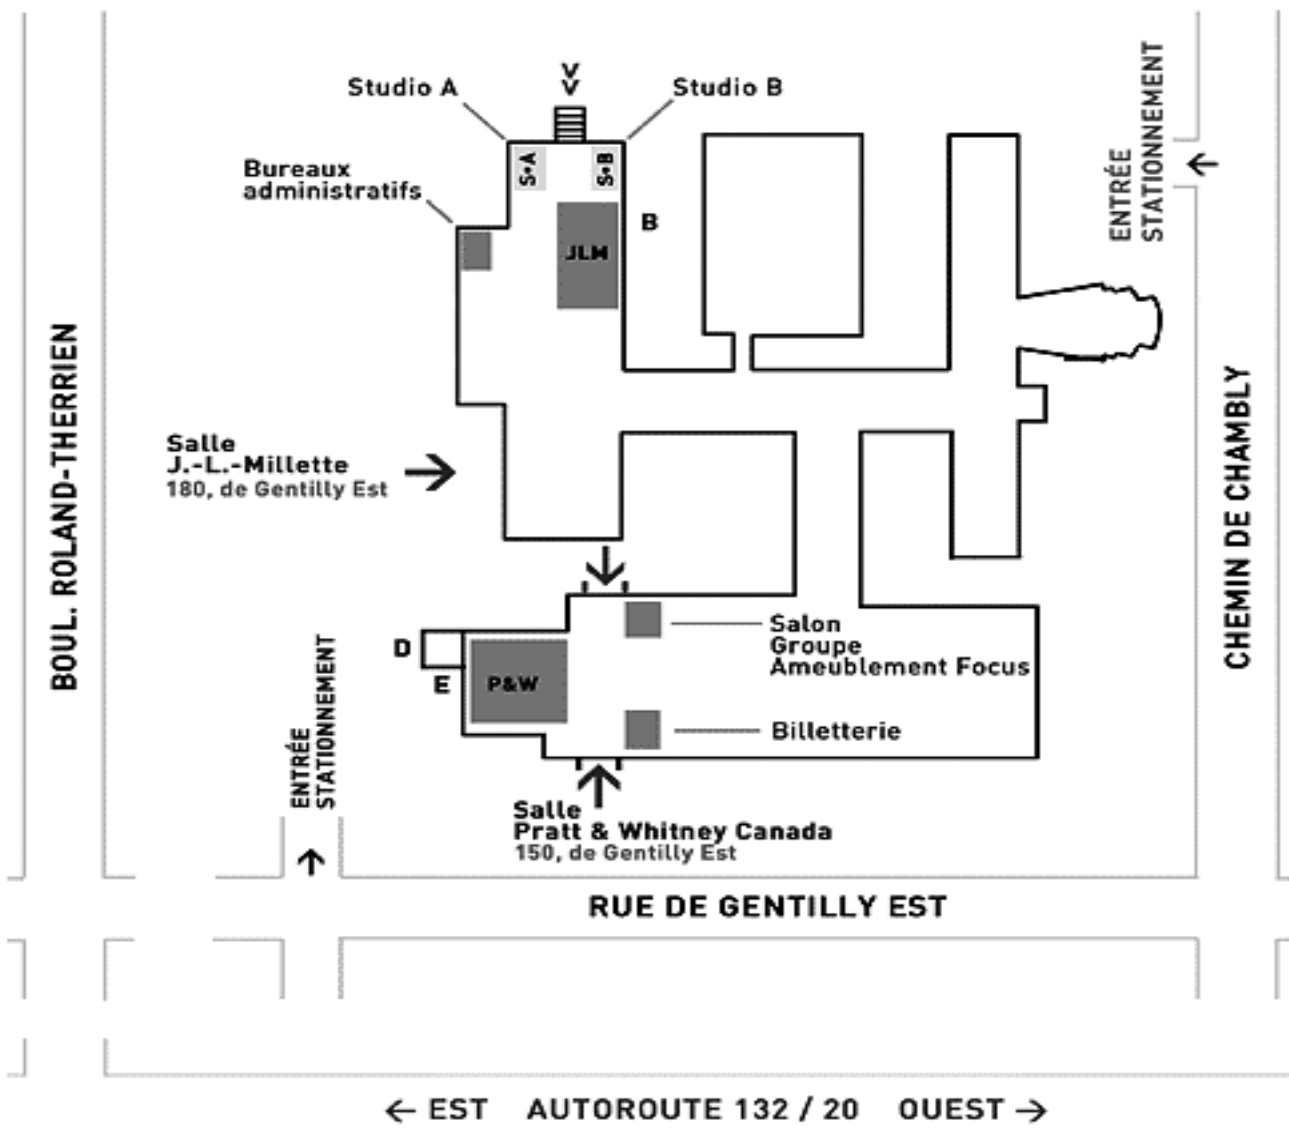 Studio A
Studio B
Bureaux
administratifs
S•A
S•B
B
JLM
ENTRÉE
STATIONNEMENT
BOUL. ROLAND-THERRIEN
CHEMIN DE CHAMBLY
Salle
J.-L.-Millette
180, de Gentilly Est
D
E
P&W
Salon
Groupe
Ameublement Focus
Billetterie
ENTRÉE
STATIONNEMENT
Salle
Pratt & Whitney Canada
150, de Gentilly Est
RUE DE GENTILLY EST
← EST AUTOROUTE 132 / 20 OUEST →